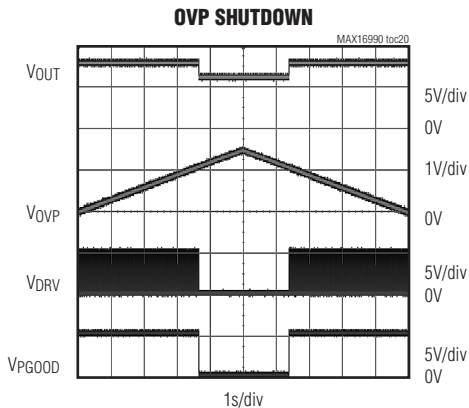 OVP SHUTDOWN
MAX16990 toc20
VOUT
5V/div
0V
1V/div
VOVP
0V
VDRV
5V/div
0V
VPGOOD
5V/div
0V
1s/div